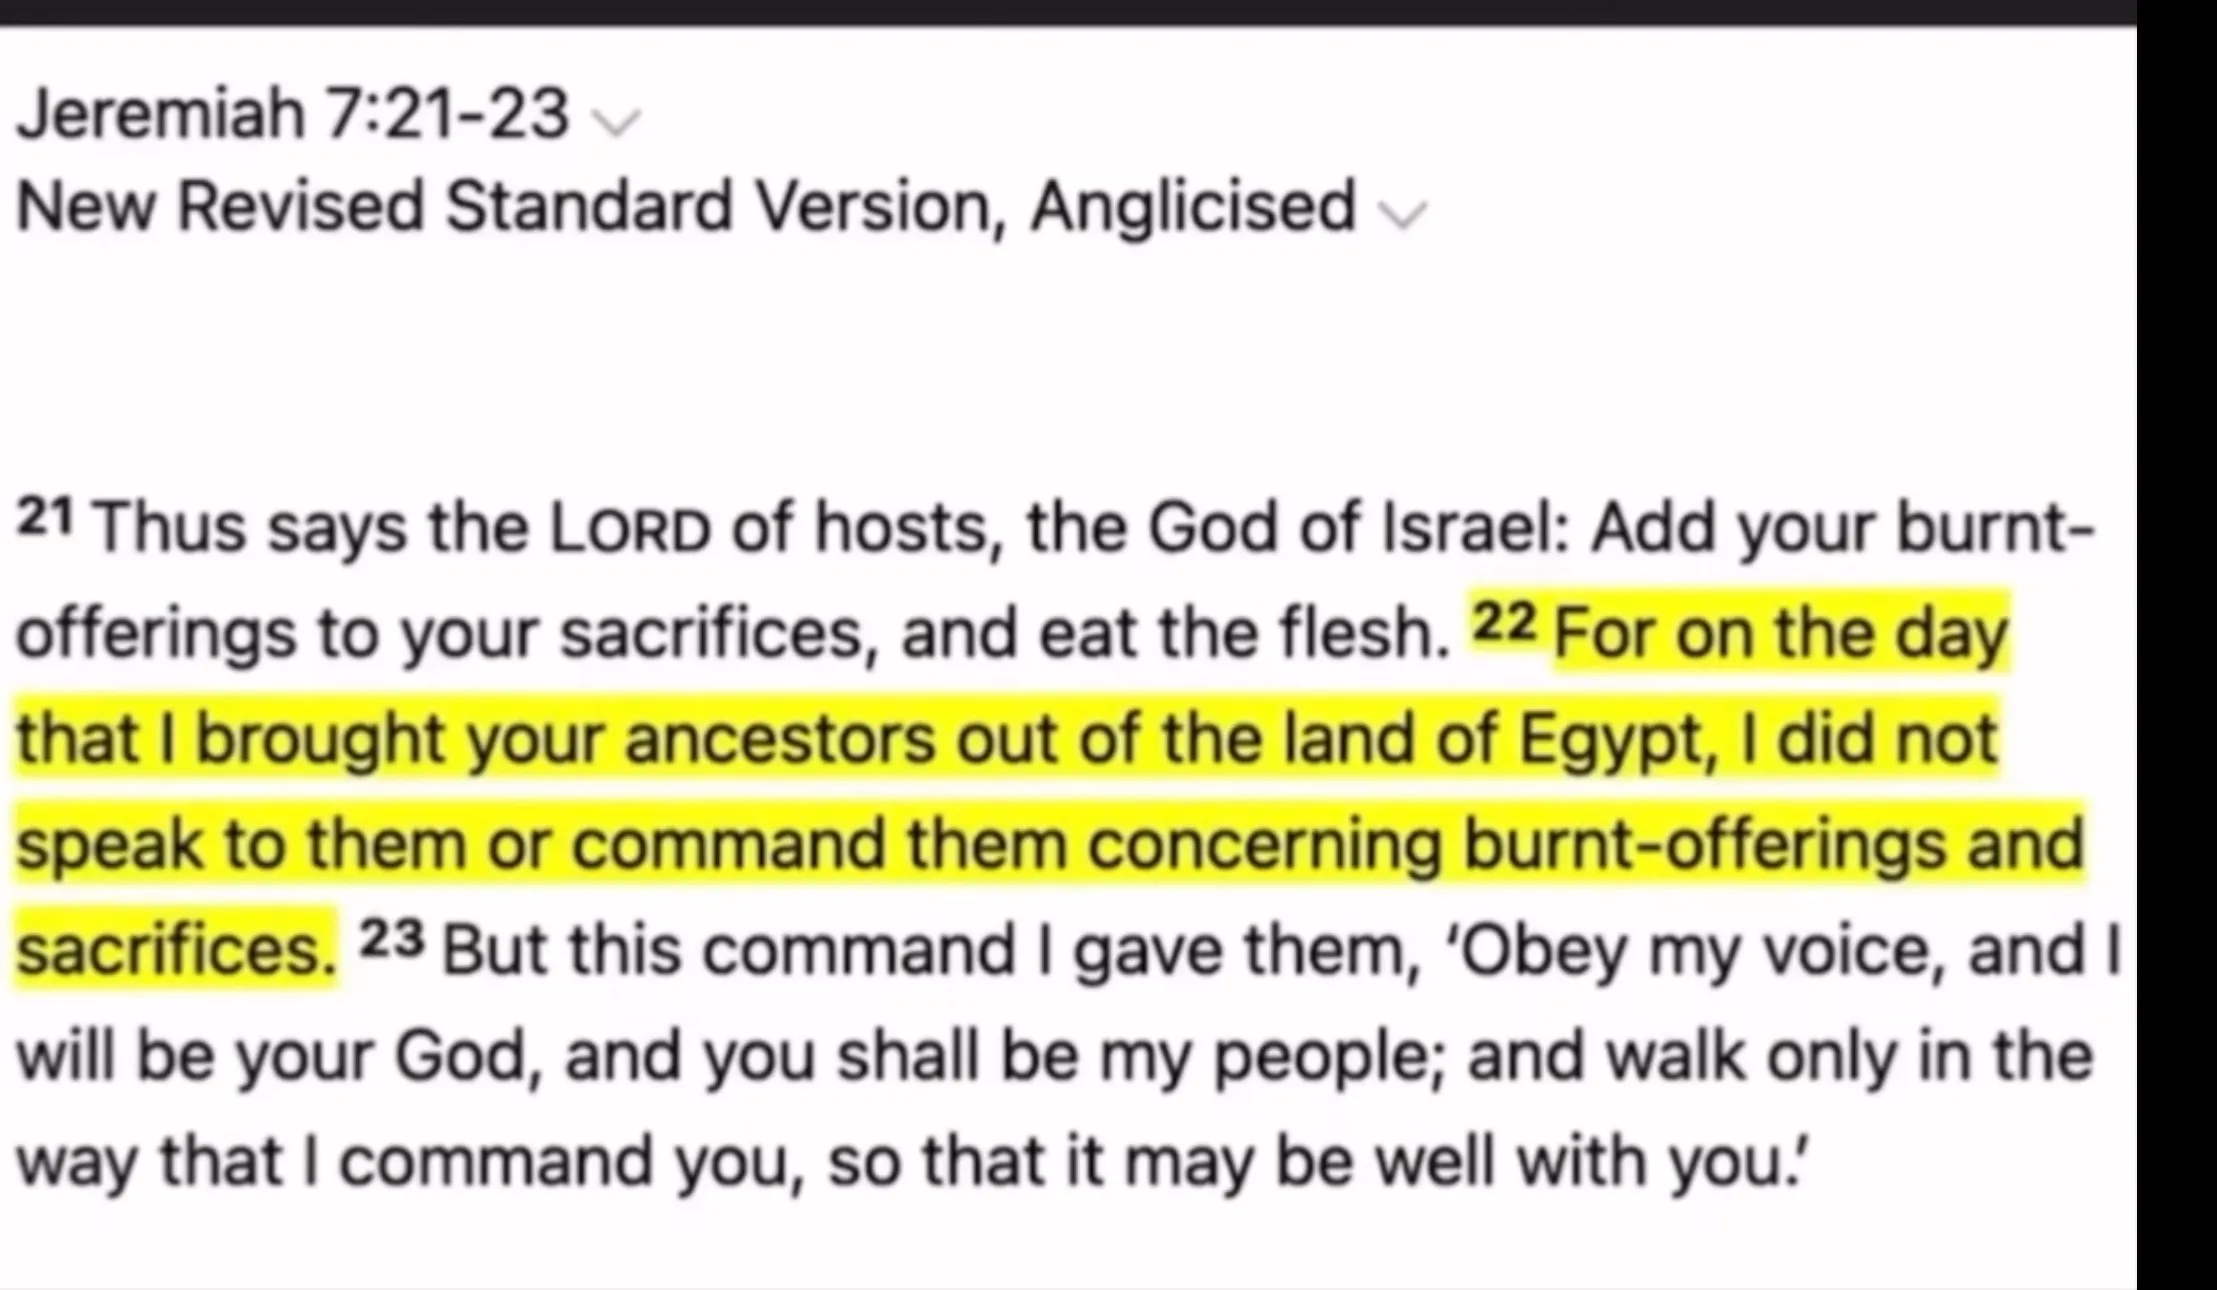 Jeremiah 7:21-23
New Revised Standard Version, Anglicised
21 Thus says the LORD of hosts, the God of Israel: Add your burnt-
offerings to your sacrifices, and eat the flesh. 22 For on the day
that I brought your ancestors out of the land of Egypt, I did not
speak to them or command them concerning burnt-offerings and
sacrifices. 23 But this command I gave them, ‘Obey my voice, and I
will be your God, and you shall be my people; and walk only in the
way that I command you, so that it may be well with you.’